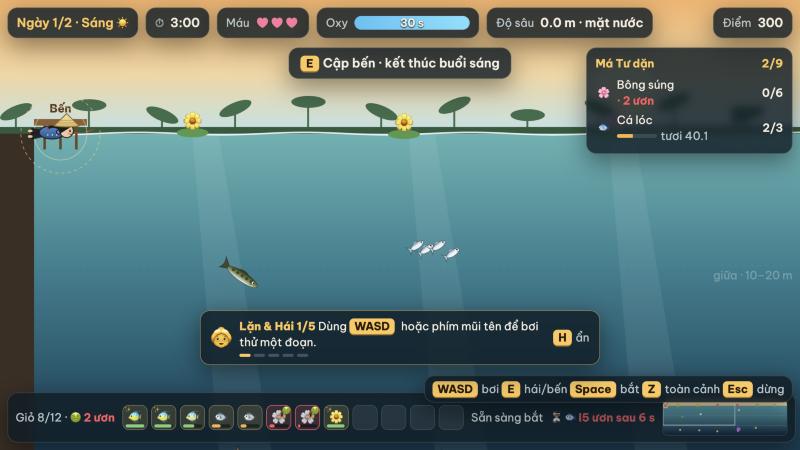 Ngày 1/2 · Sáng
3:00
Máu
Oxy 30 s
Độ sâu 0.0 m · mặt nước
Điểm 300
E Cập bến · kết thúc buổi sáng
Má Tư dặn 2/9
Bông súng 0/6
· 2 ươn
Cá lóc 2/3
tươi 40.1
Bến
giữa · 10–20 m
Lặn & Hái 1/5 Dùng WASD hoặc phím mũi tên để bơi
thử một đoạn.
H ẩn
WASD bơi E hái/bến Space bắt Z toàn cảnh Esc dừng
Giỏ 8/12 · 2 ươn
Sẵn sàng bắt
ươn sau 6 s